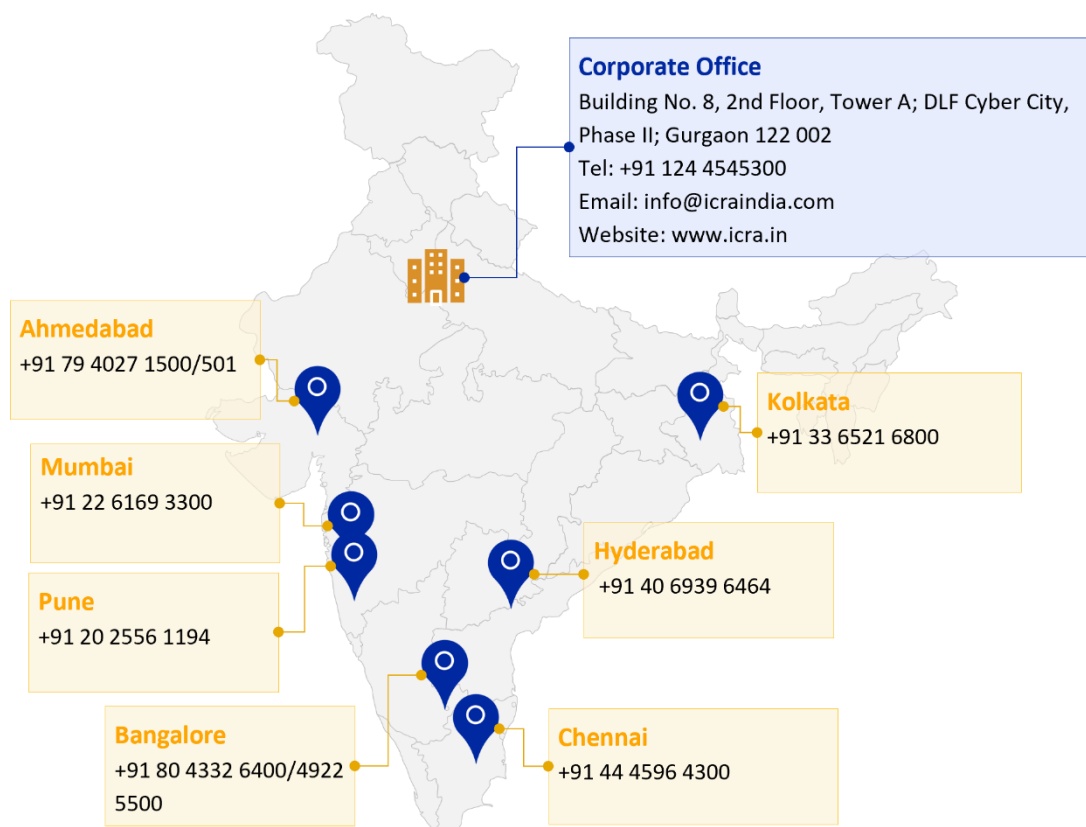 Corporate Office
Building No. 8, 2nd Floor, Tower A; DLF Cyber City,
Phase II; Gurgaon 122 002
Tel: +91 124 4545300
Email: info@icraindia.com
Website: www.icra.in
Ahmedabad
+91 79 4027 1500/501
Kolkata
+91 33 6521 6800
Mumbai
+91 22 6169 3300
Hyderabad
+91 40 6939 6464
Pune
+91 20 2556 1194
Bangalore
+91 80 4332 6400/4922
5500
Chennai
+91 44 4596 4300